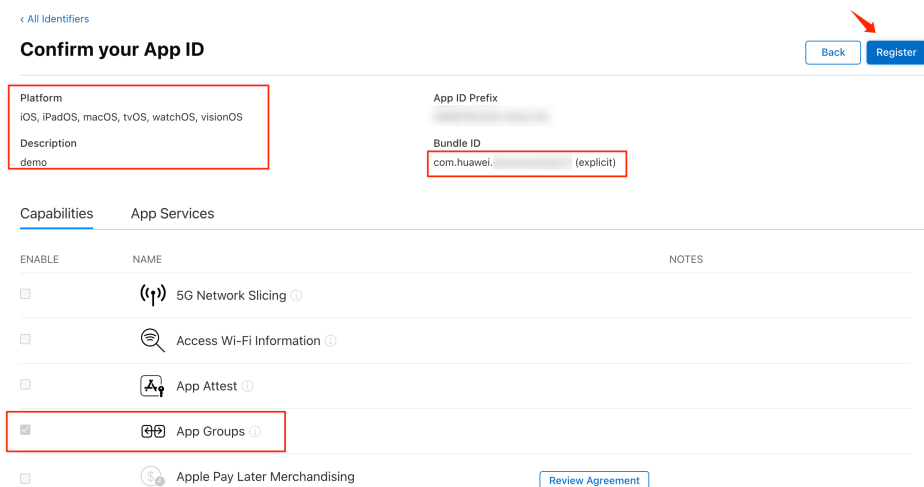 ‹ All Identifiers
Confirm your App ID
Back
Register
Platform
iOS, iPadOS, macOS, tvOS, watchOS, visionOS
App ID Prefix
Description
demo
Bundle ID
com.huawei. (explicit)
Capabilities
App Services
ENABLE NAME NOTES
5G Network Slicing
Access Wi-Fi Information
App Attest
App Groups
Apple Pay Later Merchandising
Review Agreement